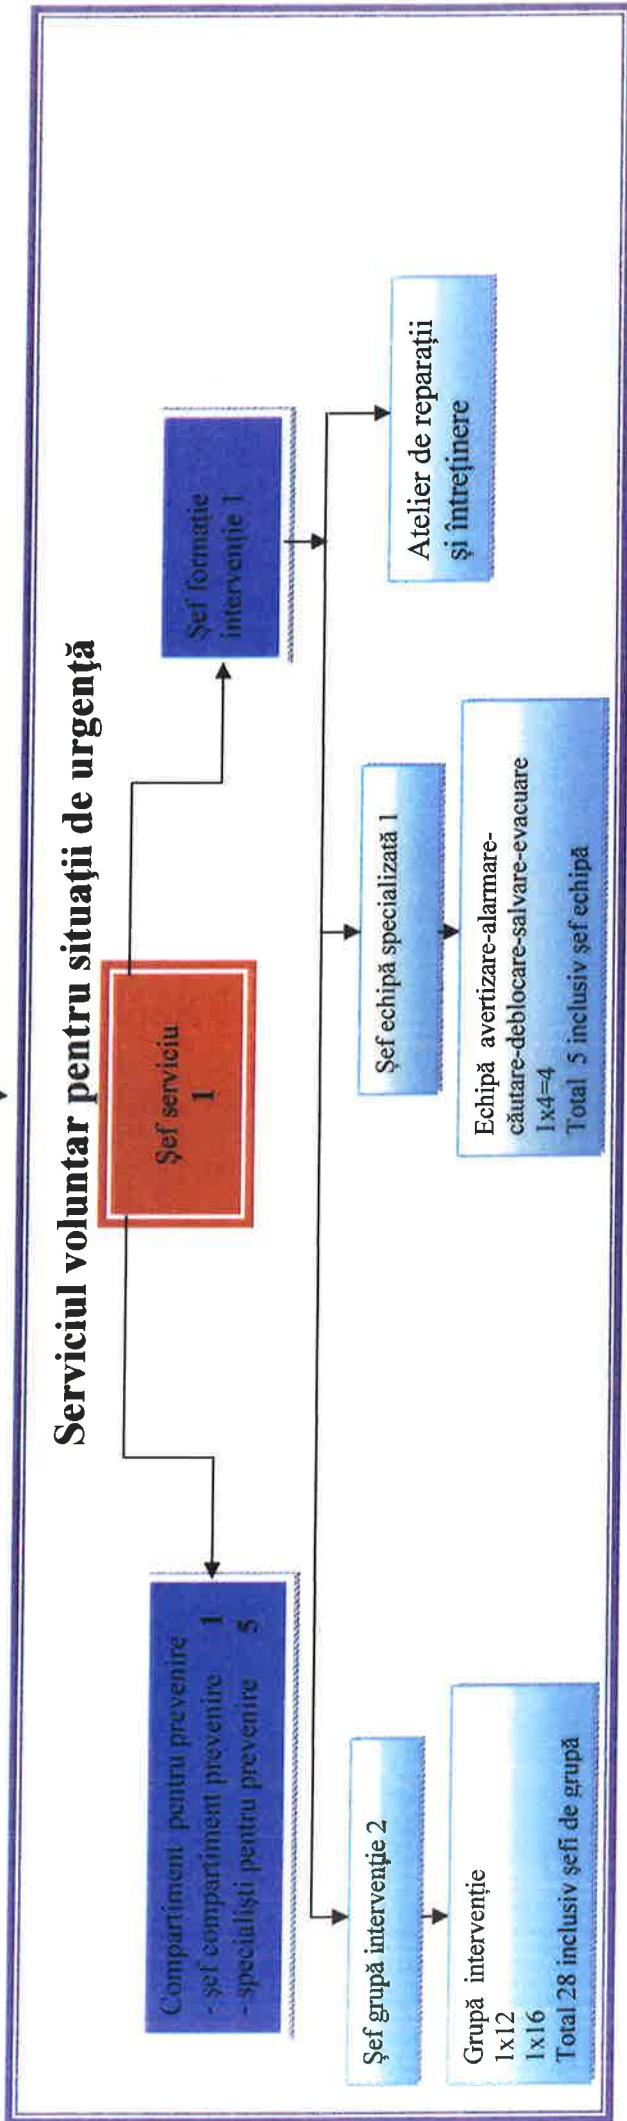 Serviciul voluntar pentru situaţii de urgenţă
Şef serviciu
1
Compartiment pentru prevenire
- şef compartiment prevenire 1
- specialişti pentru prevenire 5
Şef formaţie
intervenţie 1
Şef grupă intervenţie 2
Şef echipă specializată 1
Atelier de reparaţii
şi întreţinere
Grupă intervenţie
1x12
1x16
Total 28 inclusiv şefi de grupă
Echipă avertizare-alarmare-
căutare-deblocare-salvare-evacuare
1x4=4
Total 5 inclusiv şef echipă